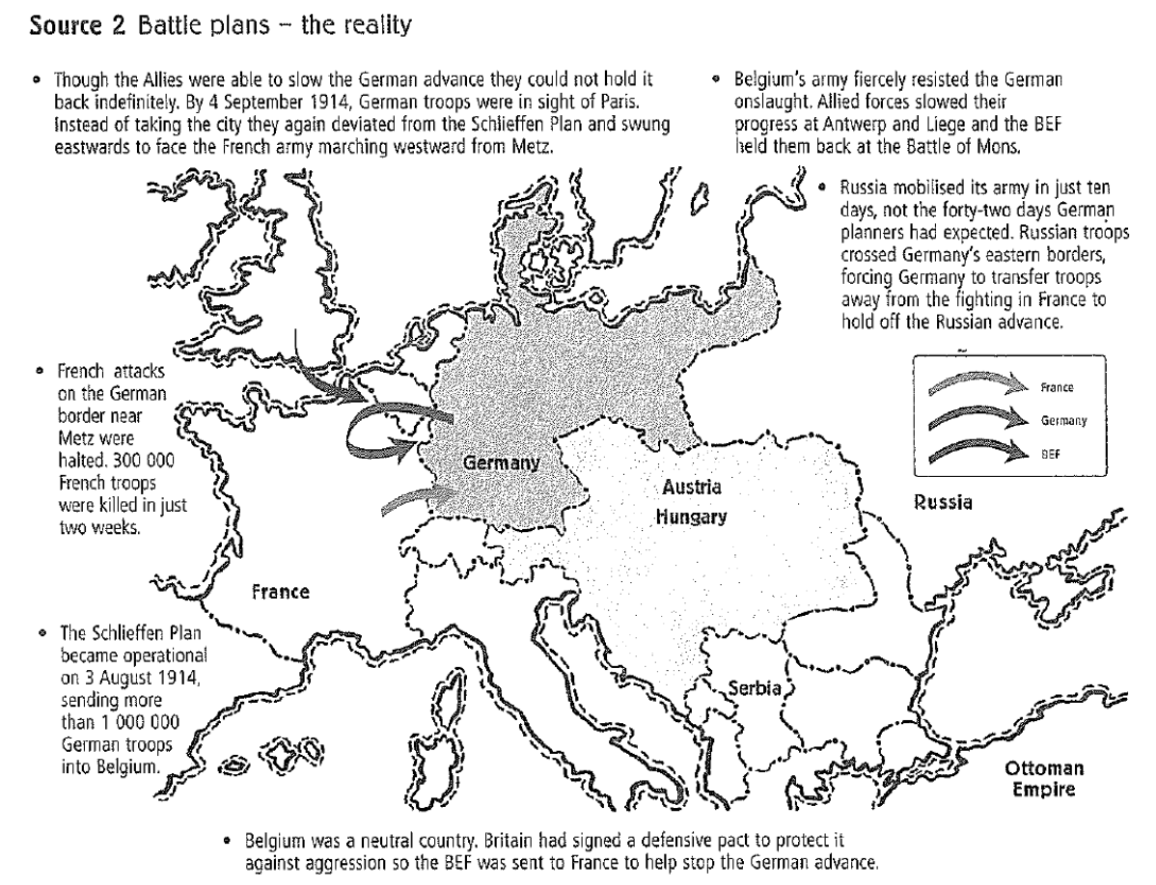 Source 2 Battle plans – the reality
• Though the Allies were able to slow the German advance they could not hold it
back indefinitely. By 4 September 1914, German troops were in sight of Paris.
Instead of taking the city they again deviated from the Schlieffen Plan and swung
eastwards to face the French army marching westward from Metz.
• Belgium's army fiercely resisted the German
onslaught. Allied forces slowed their
progress at Antwerp and Liege and the BEF
held them back at the Battle of Mons.
• Russia mobilised its army in just ten
days, not the forty-two days German
planners had expected. Russian troops
crossed Germany's eastern borders,
forcing Germany to transfer troops
away from the fighting in France to
hold off the Russian advance.
• French attacks
on the German
border near
Metz were
halted. 300 000
French troops
were killed in just
two weeks.
France
Germany
BEF
Germany
Austria
Hungary
Russia
France
• The Schlieffen Plan
became operational
on 3 August 1914,
sending more
than 1 000 000
German troops
into Belgium.
Serbia
Ottoman
Empire
• Belgium was a neutral country. Britain had signed a defensive pact to protect it
against aggression so the BEF was sent to France to help stop the German advance.